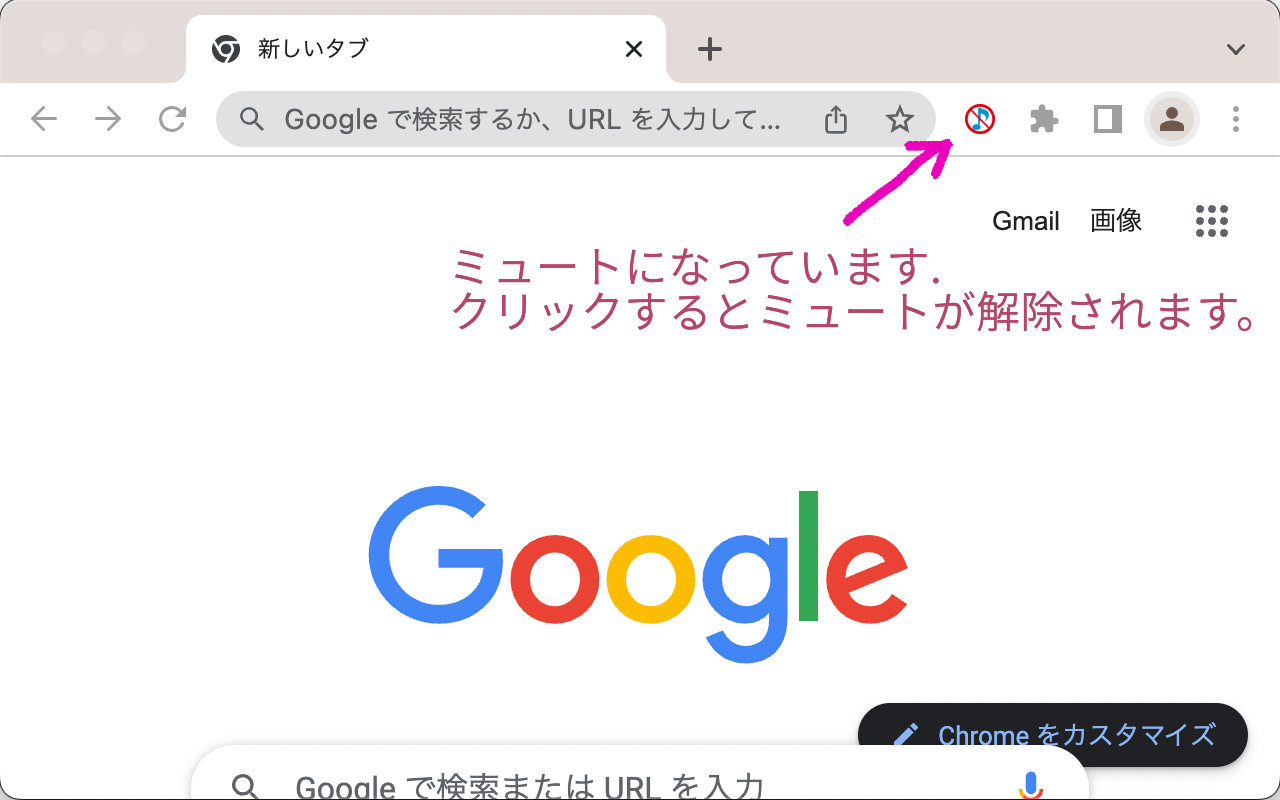 新しいタブ
Google で検索するか、URL を入力して...
Gmail 画像
ミュートになっています.
クリックするとミュートが解除されます。
Google
Chrome をカスタマイズ
Google で検索または URL を入力